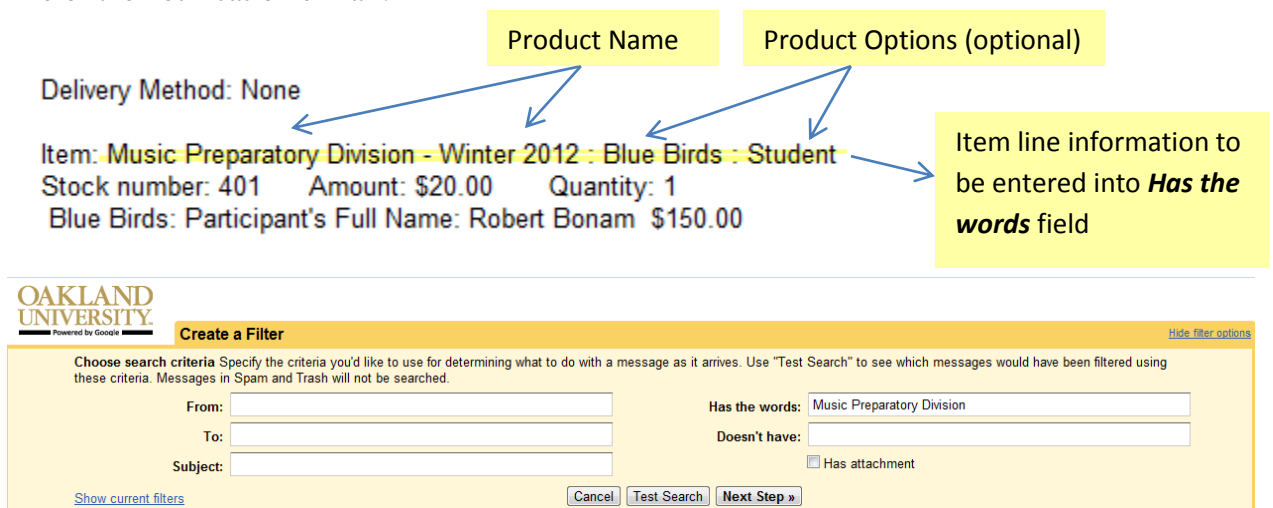 Product Name
Product Options (optional)
Delivery Method: None
Item: Music Preparatory Division - Winter 2012 : Blue Birds : Student
Stock number: 401 Amount: $20.00 Quantity: 1
Blue Birds: Participant's Full Name: Robert Bonam $150.00
Item line information to
be entered into Has the
words field
OAKLAND
UNIVERSITY.
Powered by Google
Create a Filter
Hide filter options
Choose search criteria Specify the criteria you'd like to use for determining what to do with a message as it arrives. Use "Test Search" to see which messages would have been filtered using
these criteria. Messages in Spam and Trash will not be searched.
From:
Has the words: Music Preparatory Division
To:
Doesn't have:
Subject:
Has attachment
Show current filters
Cancel Test Search Next Step »